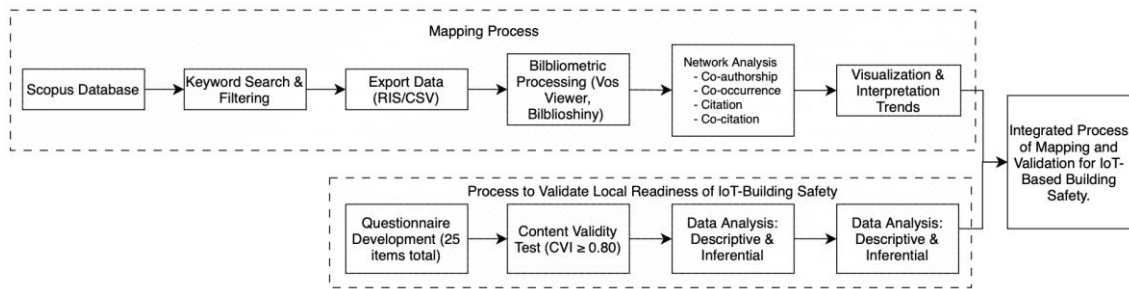 Mapping Process
Scopus Database
Keyword Search &
Filtering
Export Data
(RIS/CSV)
Bilbliometric
Processing (Vos
Viewer,
Bilblioshiny)
Network Analysis
- Co-authorship
- Co-occurrence
- Citation
- Co-citation
Visualization &
Interpretation
Trends
Integrated Process
of Mapping and
Validation for IoT-
Based Building
Safety.
Process to Validate Local Readiness of IoT-Building Safety
Questionnaire
Development (25
items total)
Content Validity
Test (CVI ≥ 0.80)
Data Analysis:
Descriptive &
Inferential
Data Analysis:
Descriptive &
Inferential